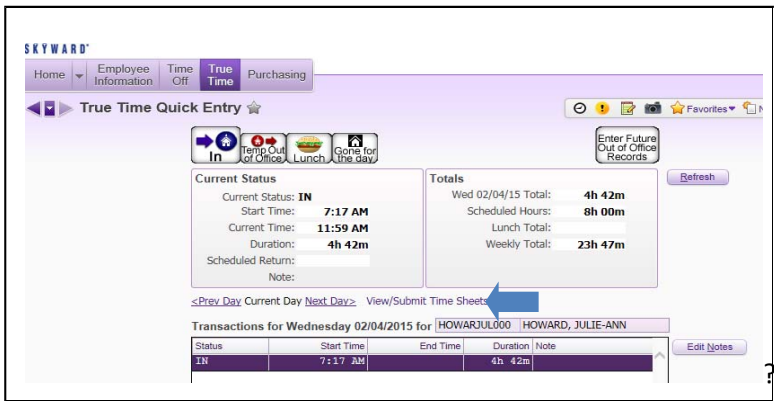 SKYWARD®
Home Employee Information Time Off True Time Purchasing
True Time Quick Entry Favorites
In Temp Out of Office Lunch Gone for the day Enter Future Out of Office Records
Current Status Totals Refresh
Current Status: IN Wed 02/04/15 Total: 4h 42m
Start Time: 7:17 AM Scheduled Hours: 8h 00m
Current Time: 11:59 AM Lunch Total:
Duration: 4h 42m Weekly Total: 23h 47m
Scheduled Return:
Note:
<Prev Day Current Day Next Day> View/Submit Time Sheets
Transactions for Wednesday 02/04/2015 for HOWARJUL000 HOWARD, JULIE-ANN
Status Start Time End Time Duration Note Edit Notes
IN 7:17 AM 4h 42m
?